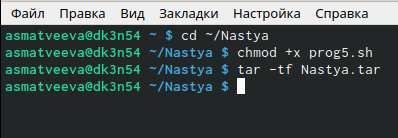 Файл Правка Вид Закладки Настройка Справка
asmatveeva@dk3n54 ~ $ cd ~/Nastya
asmatveeva@dk3n54 ~/Nastya $ chmod +x prog5.sh
asmatveeva@dk3n54 ~/Nastya $ tar -tf Nastya.tar
asmatveeva@dk3n54 ~/Nastya $